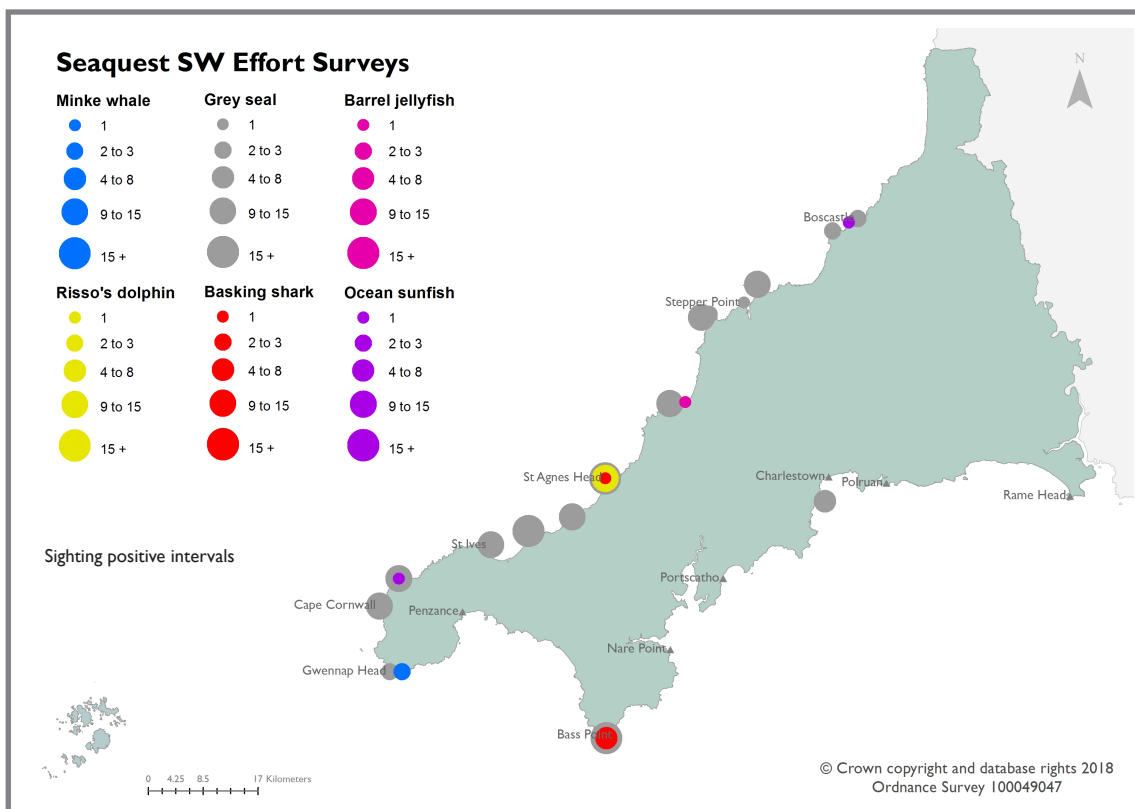 Seaquest SW Effort Surveys
N
Minke whale
1
2 to 3
4 to 8
9 to 15
15 +
Grey seal
1
2 to 3
4 to 8
9 to 15
15 +
Barrel jellyfish
1
2 to 3
4 to 8
9 to 15
15 +
Risso's dolphin
1
2 to 3
4 to 8
9 to 15
15 +
Basking shark
1
2 to 3
4 to 8
9 to 15
15 +
Ocean sunfish
1
2 to 3
4 to 8
9 to 15
15 +
Boscastle
Stepper Point
St Agnes Head
Charlestown
Polruan
Rame Head
St Ives
Sighting positive intervals
Portscatho
Cape Cornwall
Penzance
Nare Point
Gwennap Head
Bass Point
0 4.25 8.5 17 Kilometers
© Crown copyright and database rights 2018
Ordnance Survey 100049047